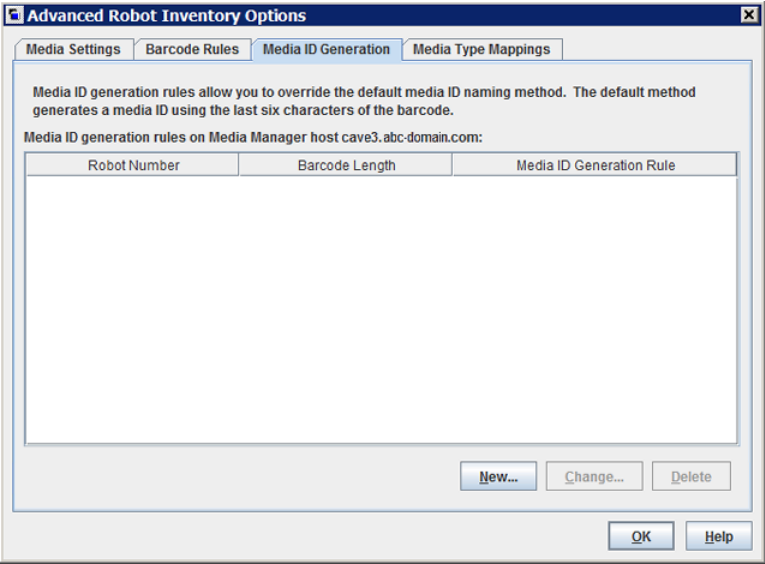 Advanced Robot Inventory Options
Media Settings Barcode Rules Media ID Generation Media Type Mappings
Media ID generation rules allow you to override the default media ID naming method. The default method
generates a media ID using the last six characters of the barcode.
Media ID generation rules on Media Manager host cave3.abc-domain.com:
Robot Number Barcode Length Media ID Generation Rule
New... Change... Delete
OK Help